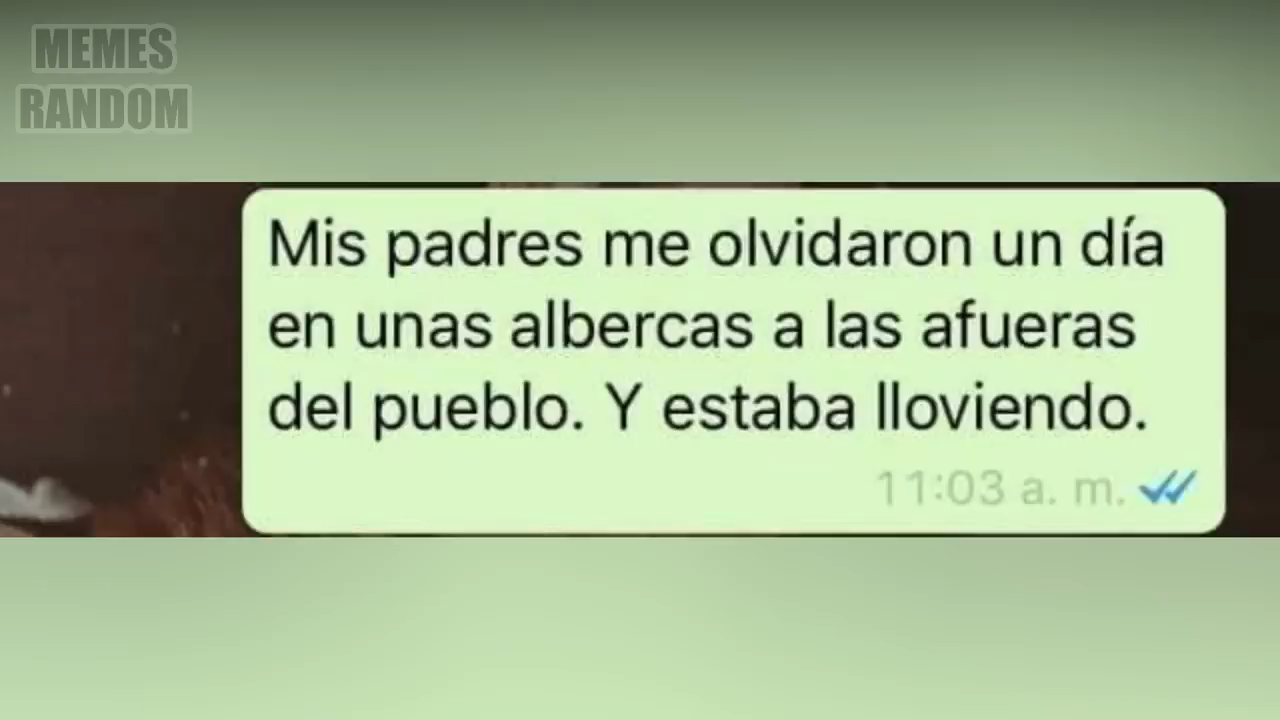 MEMES
RANDOM
Mis padres me olvidaron un día
en unas albercas a las afueras
del pueblo. Y estaba lloviendo.
11:03 a. m.